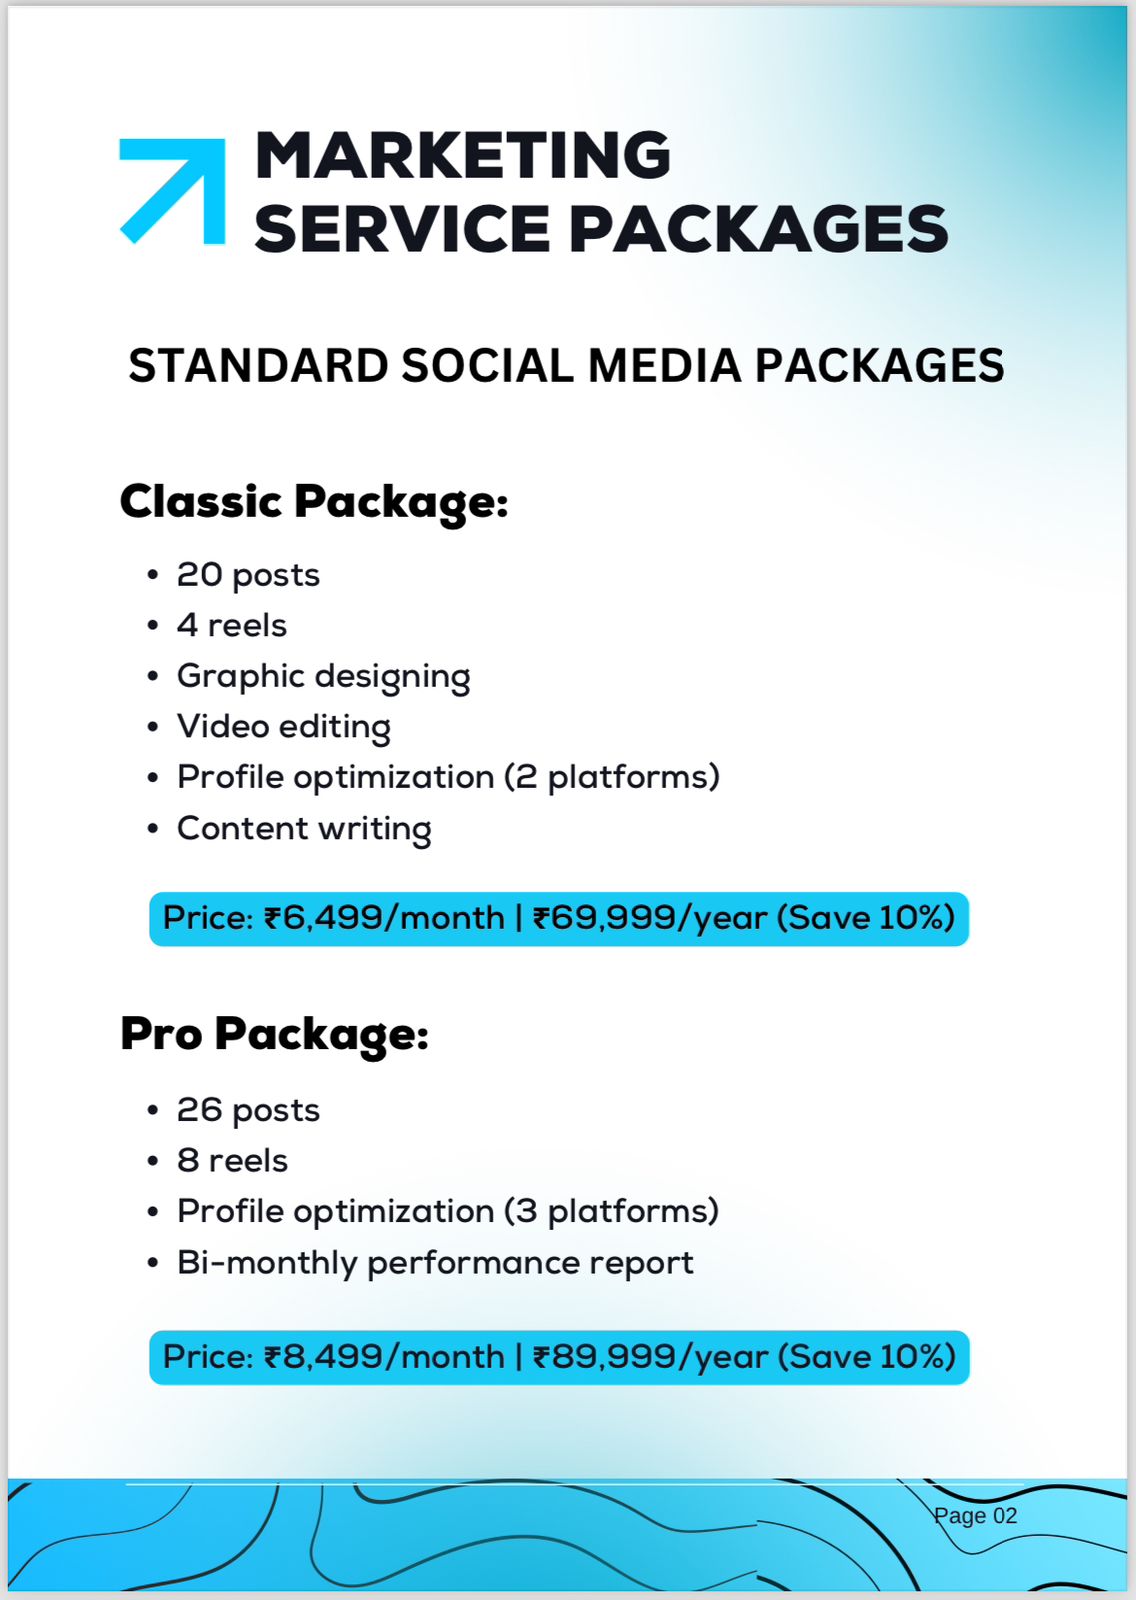 MARKETING
SERVICE PACKAGES
STANDARD SOCIAL MEDIA PACKAGES
Classic Package:
• 20 posts
• 4 reels
• Graphic designing
• Video editing
• Profile optimization (2 platforms)
• Content writing
Price: ₹6,499/month | ₹69,999/year (Save 10%)
Pro Package:
• 26 posts
• 8 reels
• Profile optimization (3 platforms)
• Bi-monthly performance report
Price: ₹8,499/month | ₹89,999/year (Save 10%)
Page 02